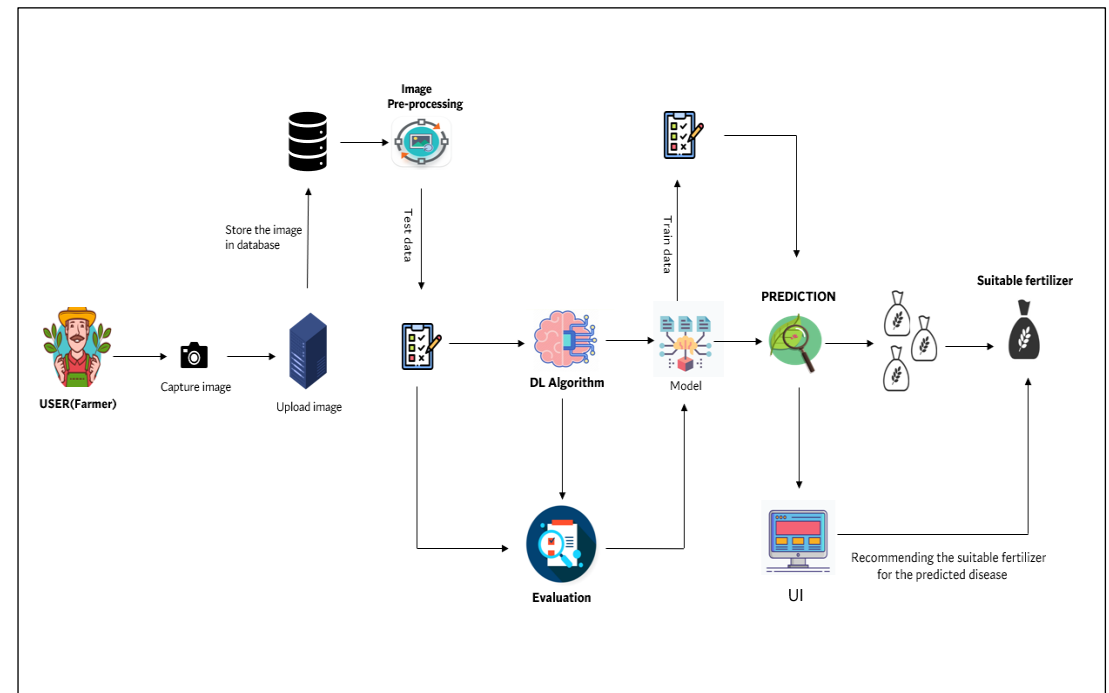 Image
Pre-processing
Store the image
in database
Test data
Train data
Suitable fertilizer
PREDICTION
USER(Farmer)
Capture image
Upload image
DL Algorithm
Model
Evaluation
UI
Recommending the suitable fertilizer
for the predicted disease